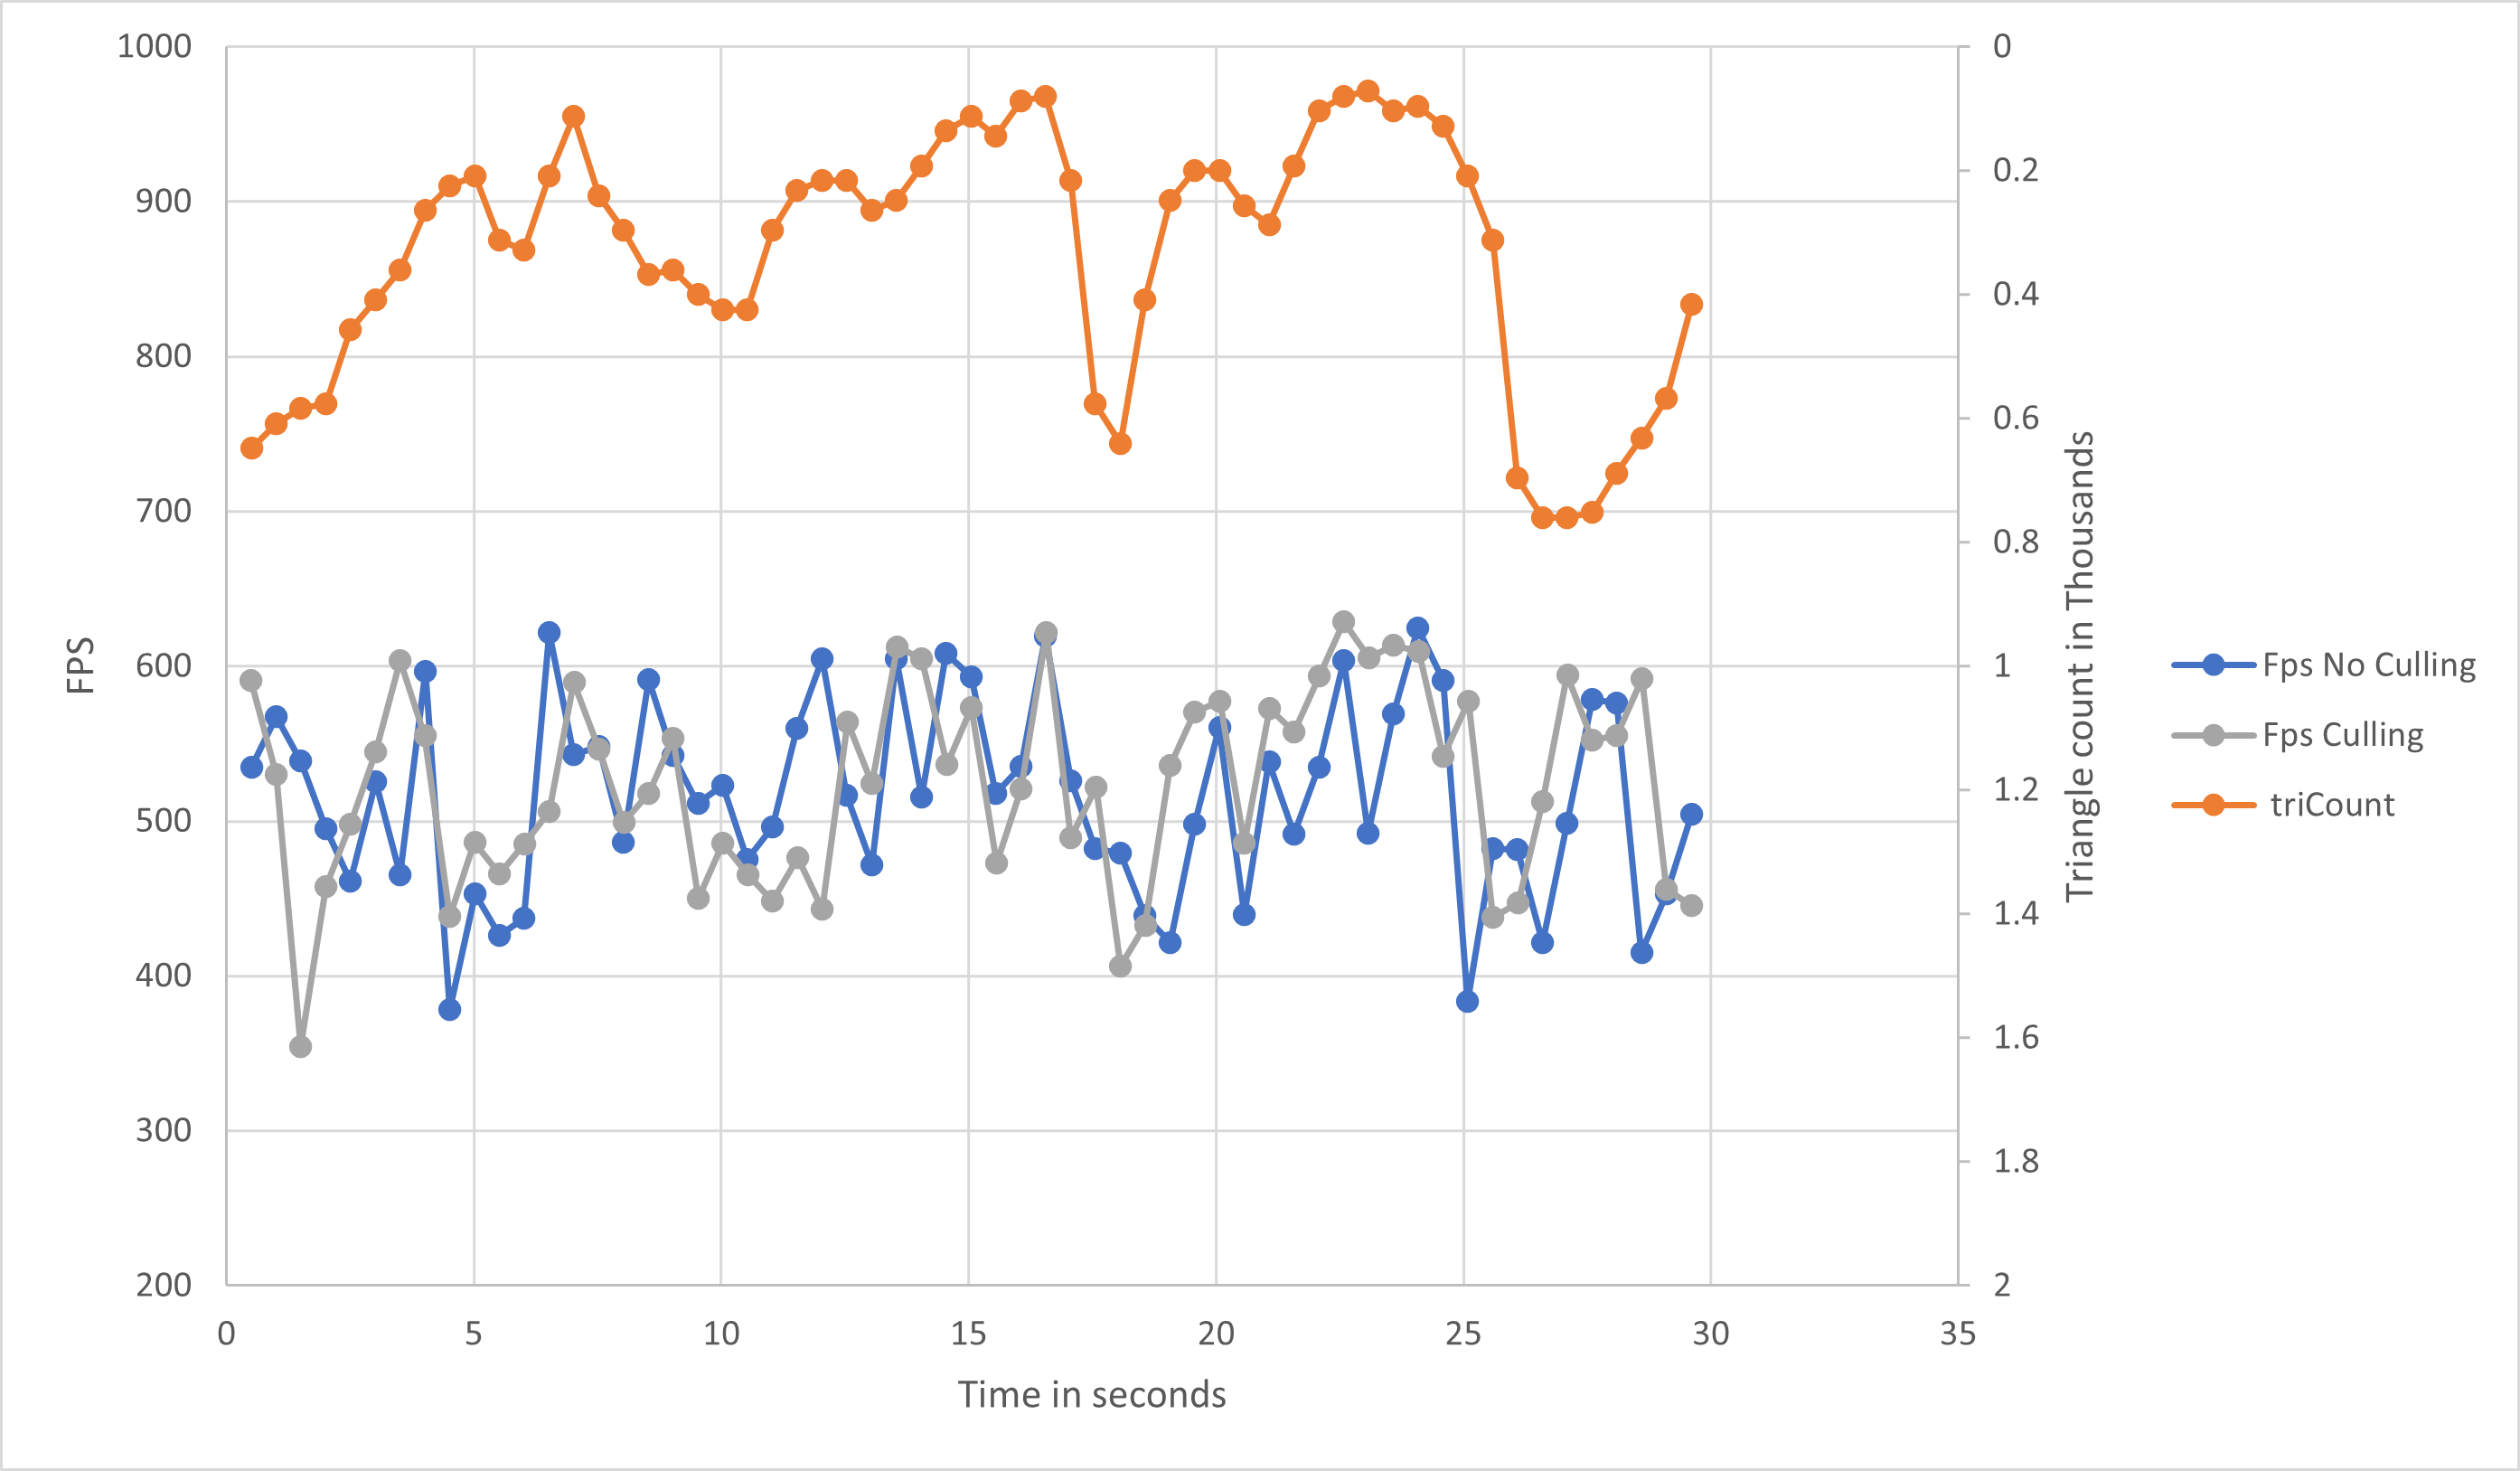 1000
900
800
700
600
500
400
300
200
FPS
0
0.2
0.4
0.6
0.8
1
1.2
1.4
1.6
1.8
2
Triangle count in Thousands
0 5 10 15 20 25 30 35
Time in seconds
Fps No Culling
Fps Culling
triCount